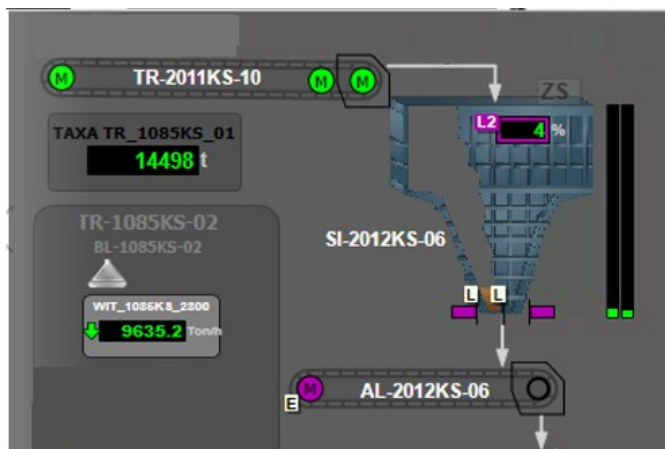 M TR-2011KS-10 M M
ZS
L2 4 %
TAXA TR_1085KS_01
14498 t
TR-1085KS-02
BL-1085KS-02
SI-2012KS-06
L L
WIT_1085KS_2800
9635.2 Ton/h
M AL-2012KS-06
E